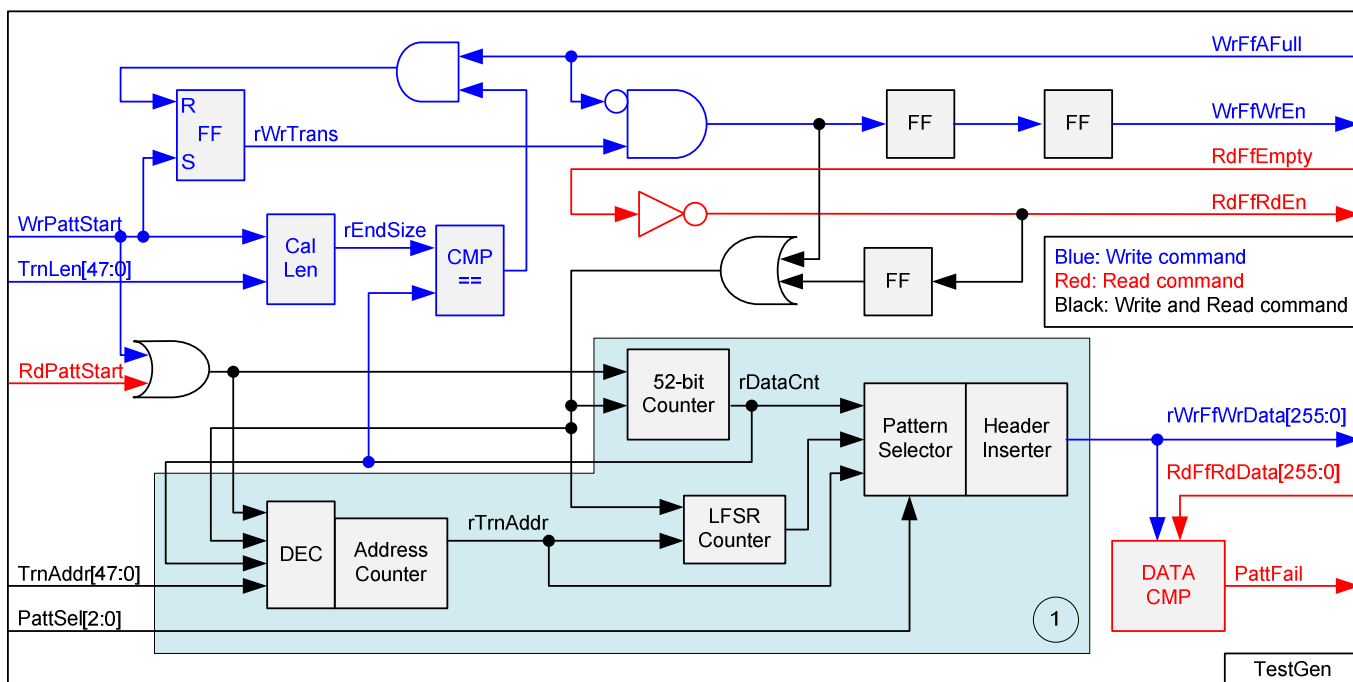 WrFfAFull
R
FF
S
rWrTrans
FF
FF
WrFfWrEn
RdFfEmpty
RdFfRdEn
WrPattStart
TrnLen[47:0]
Cal
Len
rEndSize
CMP
==
FF
Blue: Write command
Red: Read command
Black: Write and Read command
RdPattStart
52-bit
Counter
rDataCnt
Pattern
Selector
Header
Inserter
rWrFfWrData[255:0]
RdFfRdData[255:0]
LFSR
Counter
rTrnAddr
DEC
Address
Counter
TrnAddr[47:0]
PattSel[2:0]
DATA
CMP
PattFail
1
TestGen